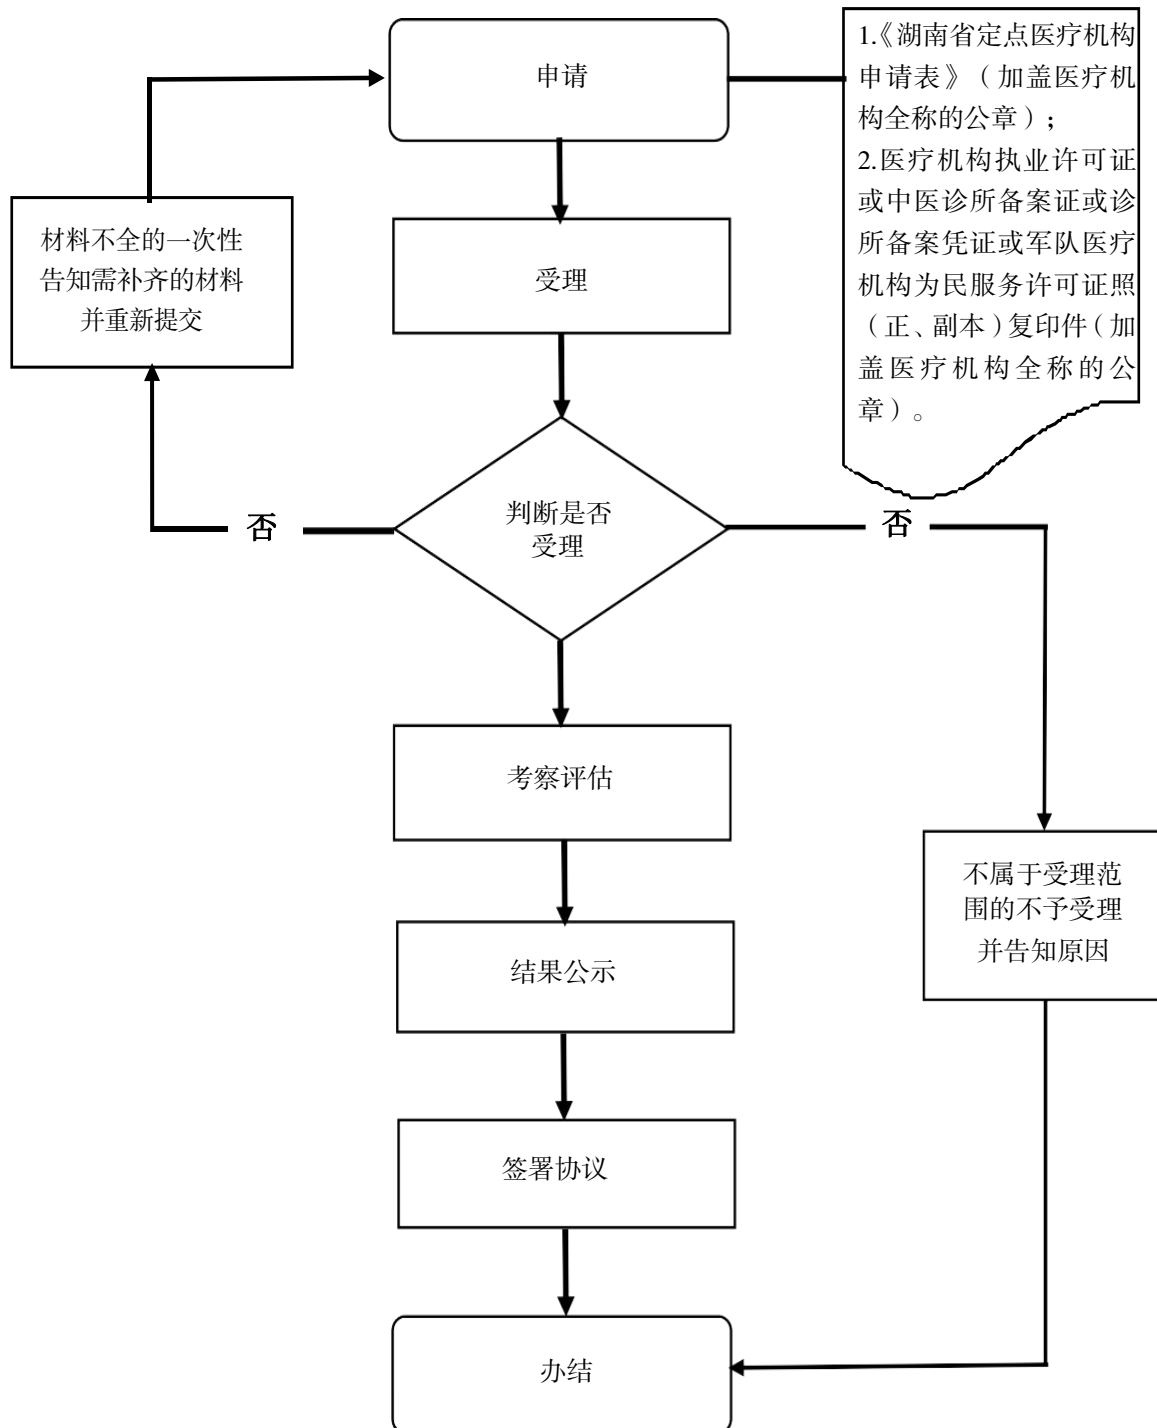 申请
1.《湖南省定点医疗机构
申请表》（加盖医疗机
构全称的公章）；
2.医疗机构执业许可证
或中医诊所备案证或诊
所备案凭证或军队医疗
机构为民服务许可证照
（正、副本）复印件（加
盖医疗机构全称的公
章）。
材料不全的一次性
告知需补齐的材料
并重新提交
受理
判断是否
受理
否
否
考察评估
不属于受理范
围的不予受理
并告知原因
结果公示
签署协议
办结